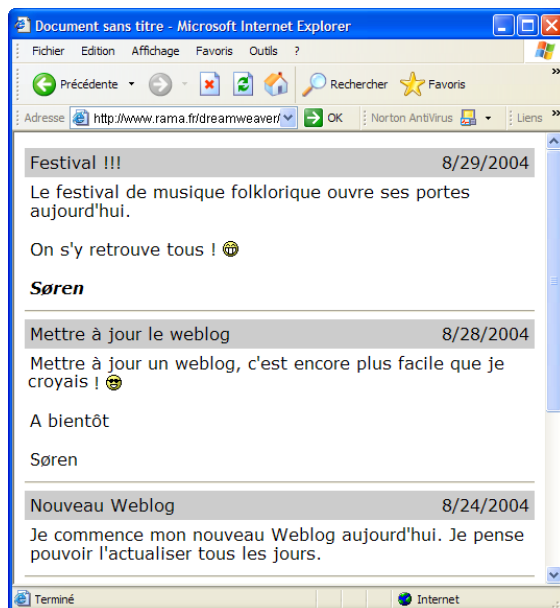 Document sans titre - Microsoft Internet Explorer
Fichier Edition Affichage Favoris Outils ?
Précédente Rechercher Favoris »
Adresse http://www.rama.fr/dreamweaver/ OK Norton AntiVirus Liens »
Festival !!! 8/29/2004
Le festival de musique folklorique ouvre ses portes
aujourd'hui.
On s'y retrouve tous !
Søren
Mettre à jour le weblog 8/28/2004
Mettre à jour un weblog, c'est encore plus facile que je
croyais !
A bientôt
Søren
Nouveau Weblog 8/24/2004
Je commence mon nouveau Weblog aujourd'hui. Je pense
pouvoir l'actualiser tous les jours.
Terminé Internet